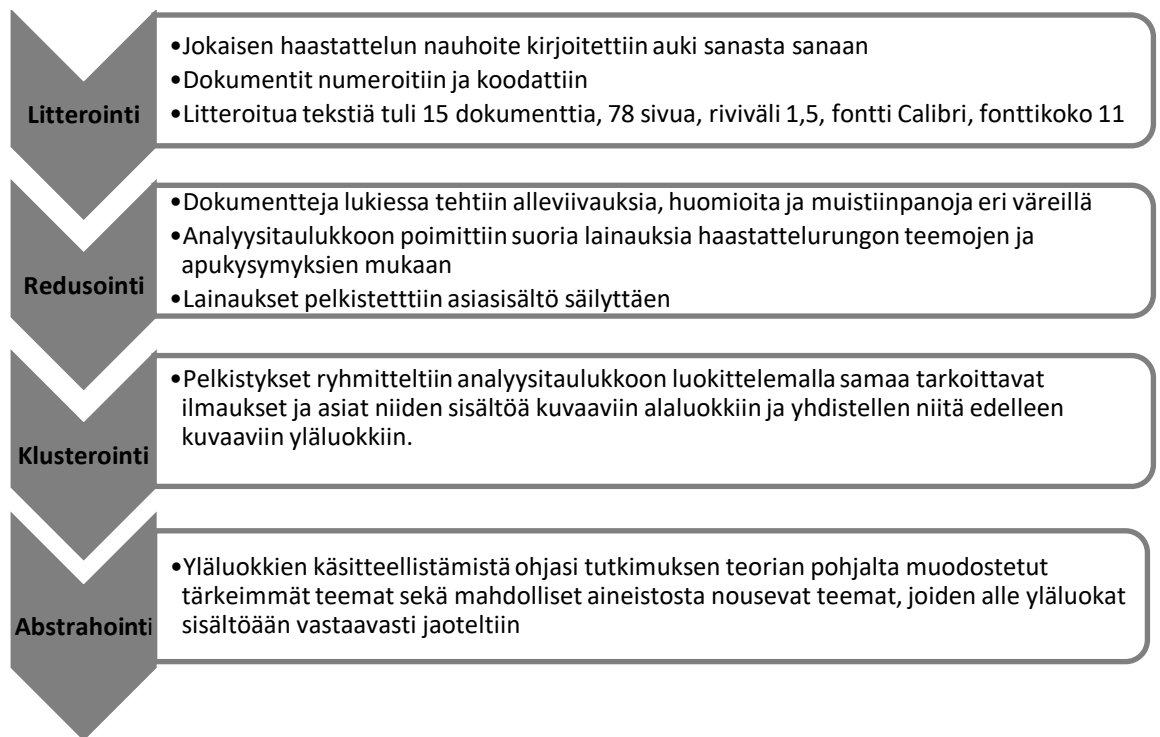 Litterointi
•Jokaisen haastattelun nauhoite kirjoitettiin auki sanasta sanaan
•Dokumentit numeroitiin ja koodattiin
•Litteroitua tekstiä tuli 15 dokumenttia, 78 sivua, riviväli 1,5, fontti Calibri, fonttikoko 11
Redusointi
•Dokumentteja lukiessa tehtiin alleviivauksia, huomioita ja muistiinpanoja eri väreillä
•Analyysitaulukkoon poimittiin suoria lainauksia haastattelurungon teemojen ja
apukysymyksien mukaan
•Lainaukset pelkistetttiin asiasisältö säilyttäen
Klusterointi
•Pelkistykset ryhmitteltiin analyysitaulukkoon luokittelemalla samaa tarkoittavat
ilmaukset ja asiat niiden sisältöä kuvaaviin alaluokkiin ja yhdistellen niitä edelleen
kuvaaviin yläluokkiin.
Abstrahointi
•Yläluokkien käsitteellistämistä ohjasi tutkimuksen teorian pohjalta muodostetut
tärkeimmät teemat sekä mahdolliset aineistosta nousevat teemat, joiden alle yläluokat
sisältöään vastaavasti jaoteltiin